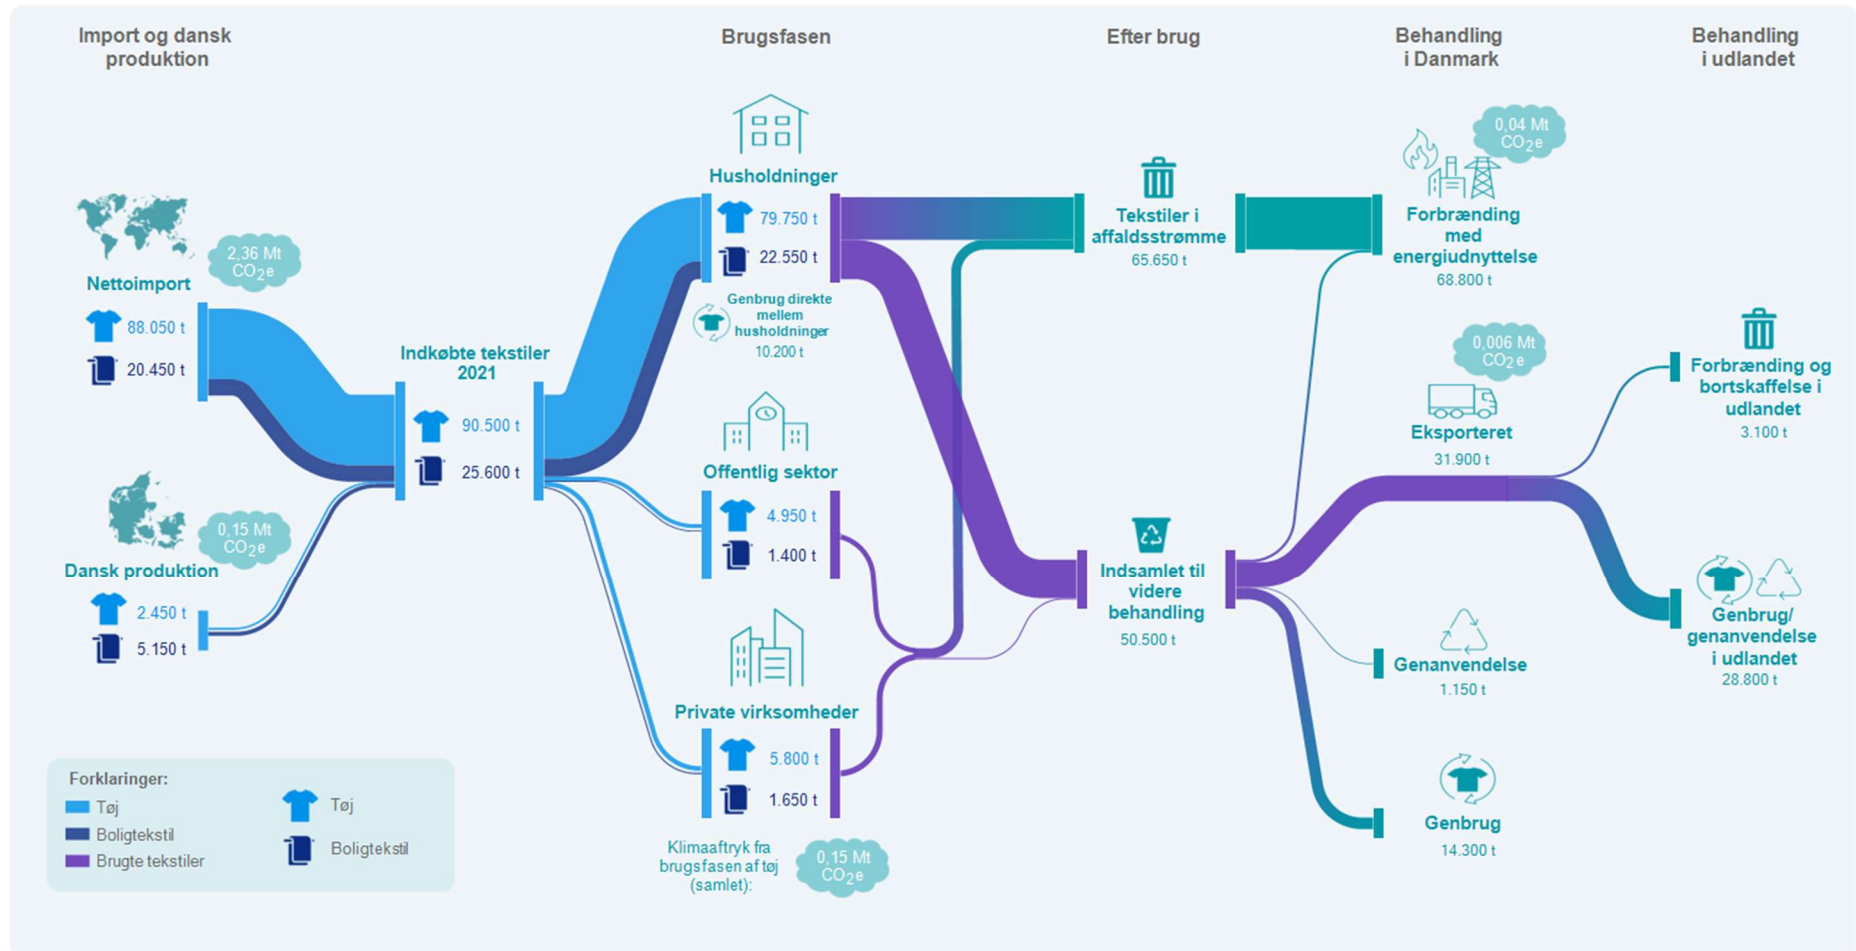 Import og dansk
produktion
Brugsfasen
Efter brug
Behandling
i Danmark
Behandling
i udlandet
2,36 Mt
CO2e
Nettoimport
88.050 t
20.450 t
0,15 Mt
CO2e
Dansk produktion
2.450 t
5.150 t
Indkøbte tekstiler
2021
90.500 t
25.600 t
Husholdninger
79.750 t
22.550 t
Genbrug direkte
mellem
husholdninger
10.200 t
Offentlig sektor
4.950 t
1.400 t
Private virksomheder
5.800 t
1.650 t
Klimaaftryk fra
brugsfasen af tøj
(samlet):
0,15 Mt
CO2e
Tekstiler i
affaldsstrømme
65.650 t
Indsamlet til
videre
behandling
50.500 t
0,04 Mt
CO2e
Forbrænding
med
energiudnyttelse
68.800 t
0,006 Mt
CO2e
Eksporteret
31.900 t
Genanvendelse
1.150 t
Genbrug
14.300 t
Forbrænding og
bortskaffelse i
udlandet
3.100 t
Genbrug/
genanvendelse
i udlandet
28.800 t
Forklaringer:
Tøj
Boligtekstil
Brugte tekstiler
Tøj
Boligtekstil